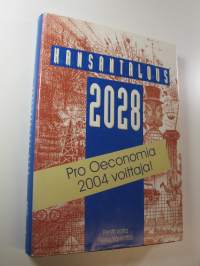 KANSANTALOUS
2028
Pro Oeconomia
2004 voittaja!